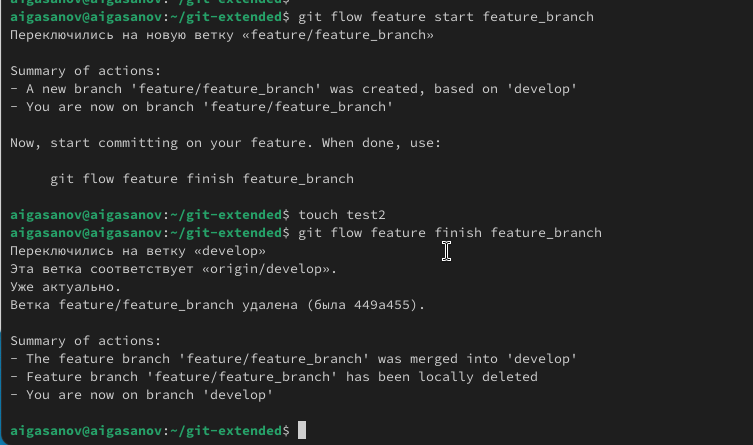 aigasanov@aigasanov:~/git-extended$
aigasanov@aigasanov:~/git-extended$ git flow feature start feature_branch
Переключились на новую ветку «feature/feature_branch»
Summary of actions:
- A new branch 'feature/feature_branch' was created, based on 'develop'
- You are now on branch 'feature/feature_branch'
Now, start committing on your feature. When done, use:
git flow feature finish feature_branch
aigasanov@aigasanov:~/git-extended$ touch test2
aigasanov@aigasanov:~/git-extended$ git flow feature finish feature_branch
Переключились на ветку «develop»
Эта ветка соответствует «origin/develop».
Уже актуально.
Ветка feature/feature_branch удалена (была 449a455).
Summary of actions:
- The feature branch 'feature/feature_branch' was merged into 'develop'
- Feature branch 'feature/feature_branch' has been locally deleted
- You are now on branch 'develop'
aigasanov@aigasanov:~/git-extended$